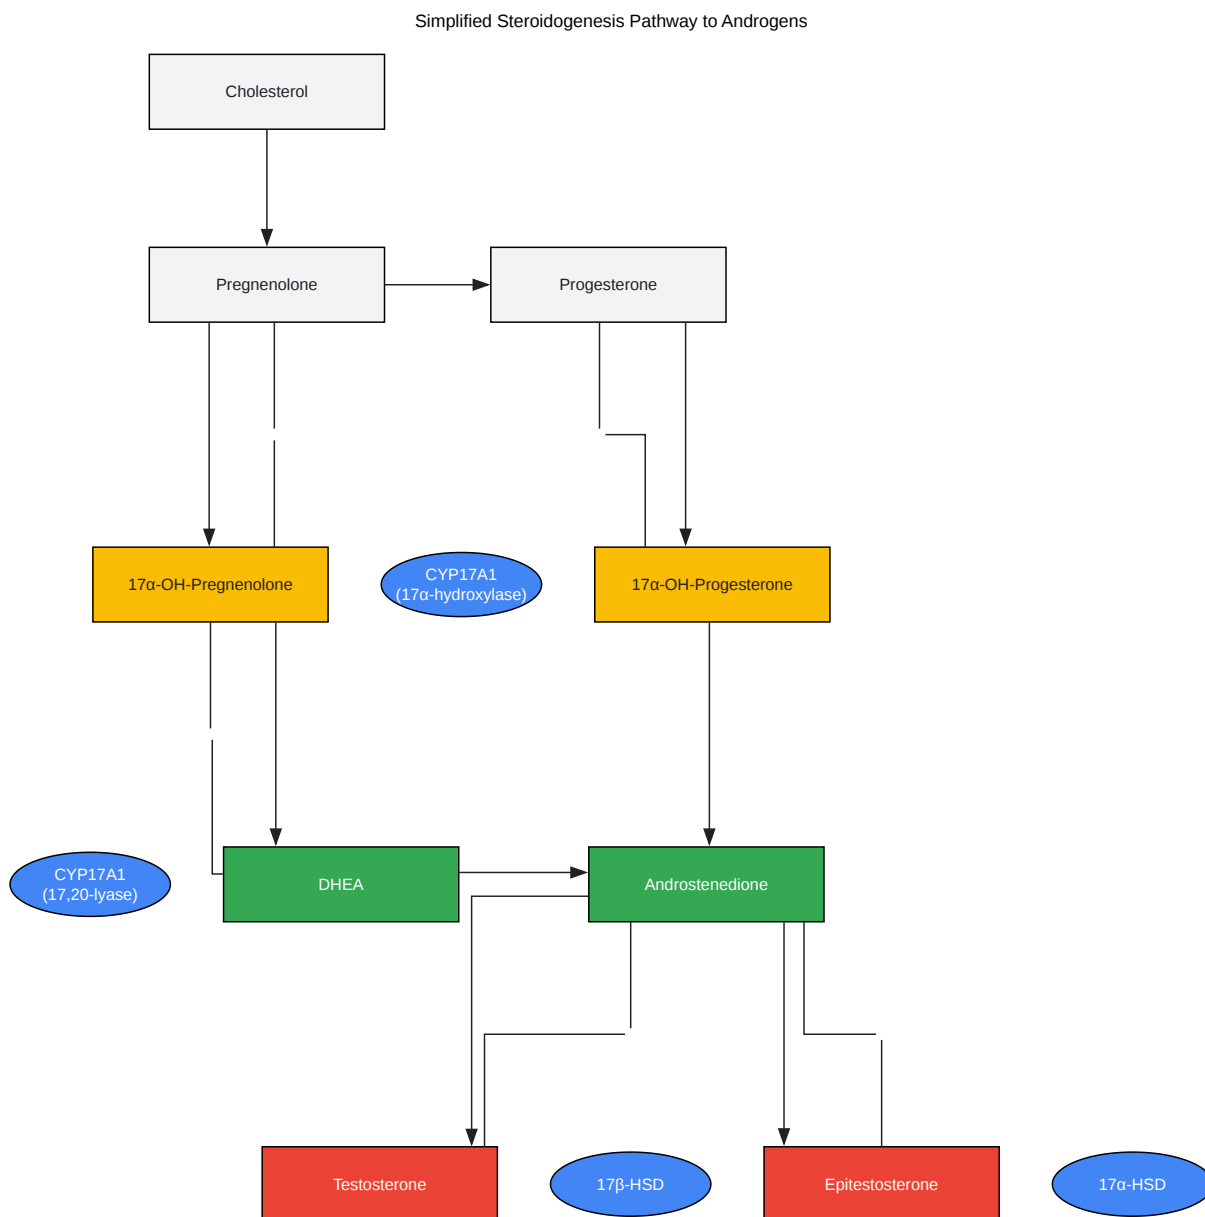 Simplified Steroidogenesis Pathway to Androgens
Cholesterol
Pregnenolone
Progesterone
17α-OH-Pregnenolone
CYP17A1
(17α-hydroxylase)
17α-OH-Progesterone
CYP17A1
(17,20-lyase)
DHEA
Androstenedione
Testosterone
17β-HSD
Epitestosterone
17α-HSD